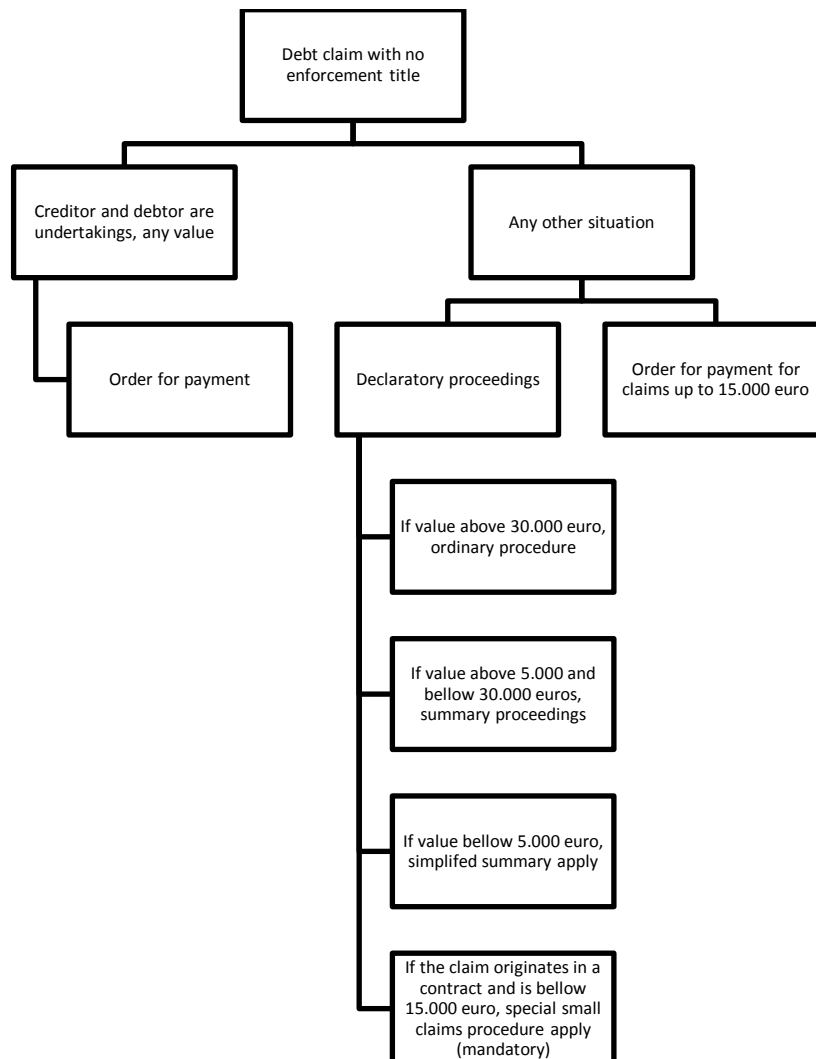 Debt claim with no
enforcement title
Creditor and debtor are
undertakings, any value
Any other situation
Order for payment
Declaratory proceedings
Order for payment for
claims up to 15.000 euro
If value above 30.000 euro,
ordinary procedure
If value above 5.000 and
bellow 30.000 euros,
summary proceedings
If value bellow 5.000 euro,
simplifed summary apply
If the claim originates in a
contract and is bellow
15.000 euro, special small
claims procedure apply
(mandatory)